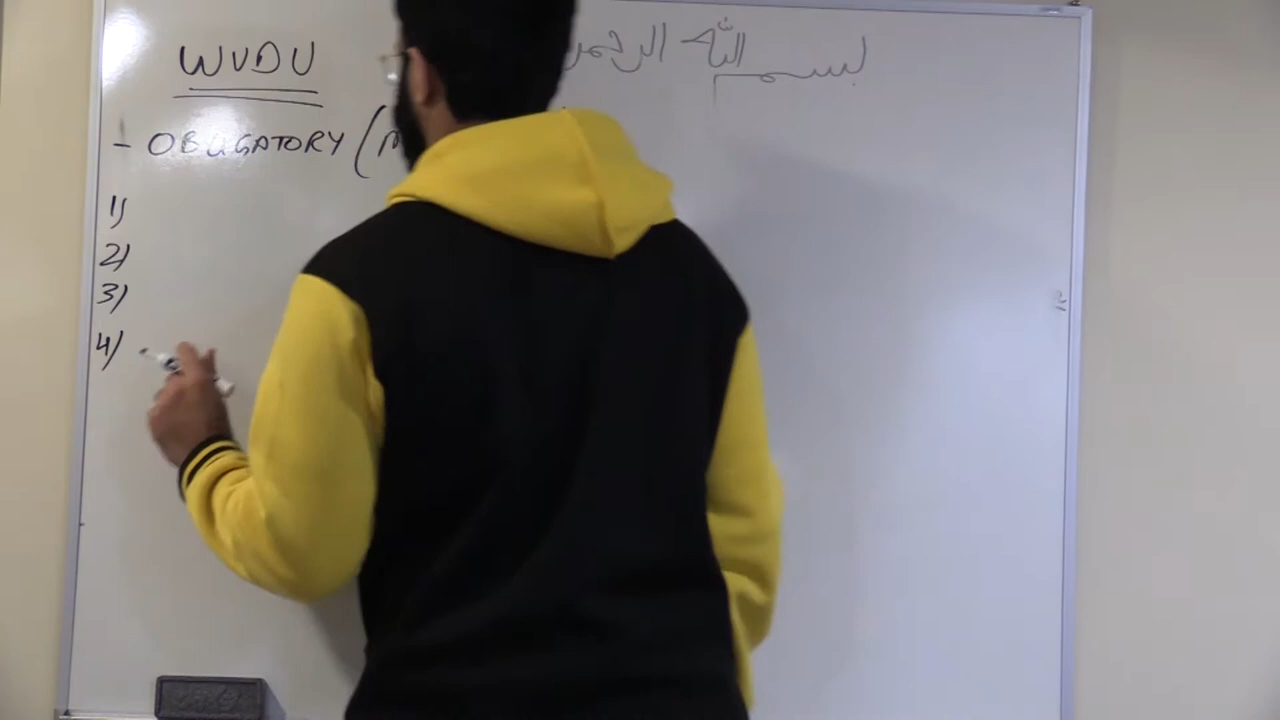 بسم الله الرحمن
WUDU
- OBLIGATORY (
1)
2)
3)
4)